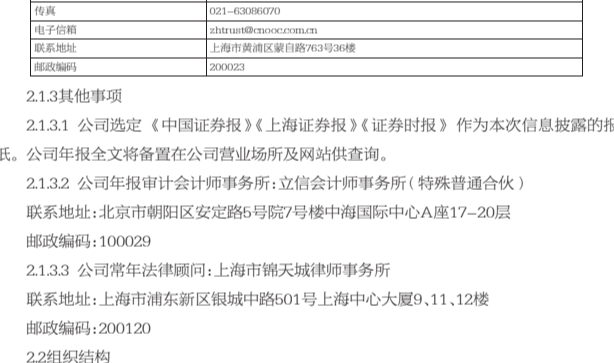 传真 021-63086070
电子信箱 zhtrust@cnooc.com.cn
联系地址 上海市黄浦区蒙自路763号36楼
邮政编码 200023
2.1.3其他事项
2.1.3.1 公司选定《中国证券报》《上海证券报》《证券时报》作为本次信息披露的报
纸。公司年报全文将备置在公司营业场所及网站供查询。
2.1.3.2 公司年报审计会计师事务所:立信会计师事务所(特殊普通合伙)
联系地址:北京市朝阳区安定路5号院7号楼中海国际中心A座17-20层
邮政编码:100029
2.1.3.3 公司常年法律顾问:上海市锦天城律师事务所
联系地址:上海市浦东新区银城中路501号上海中心大厦9、11、12楼
邮政编码:200120
2.2组织结构